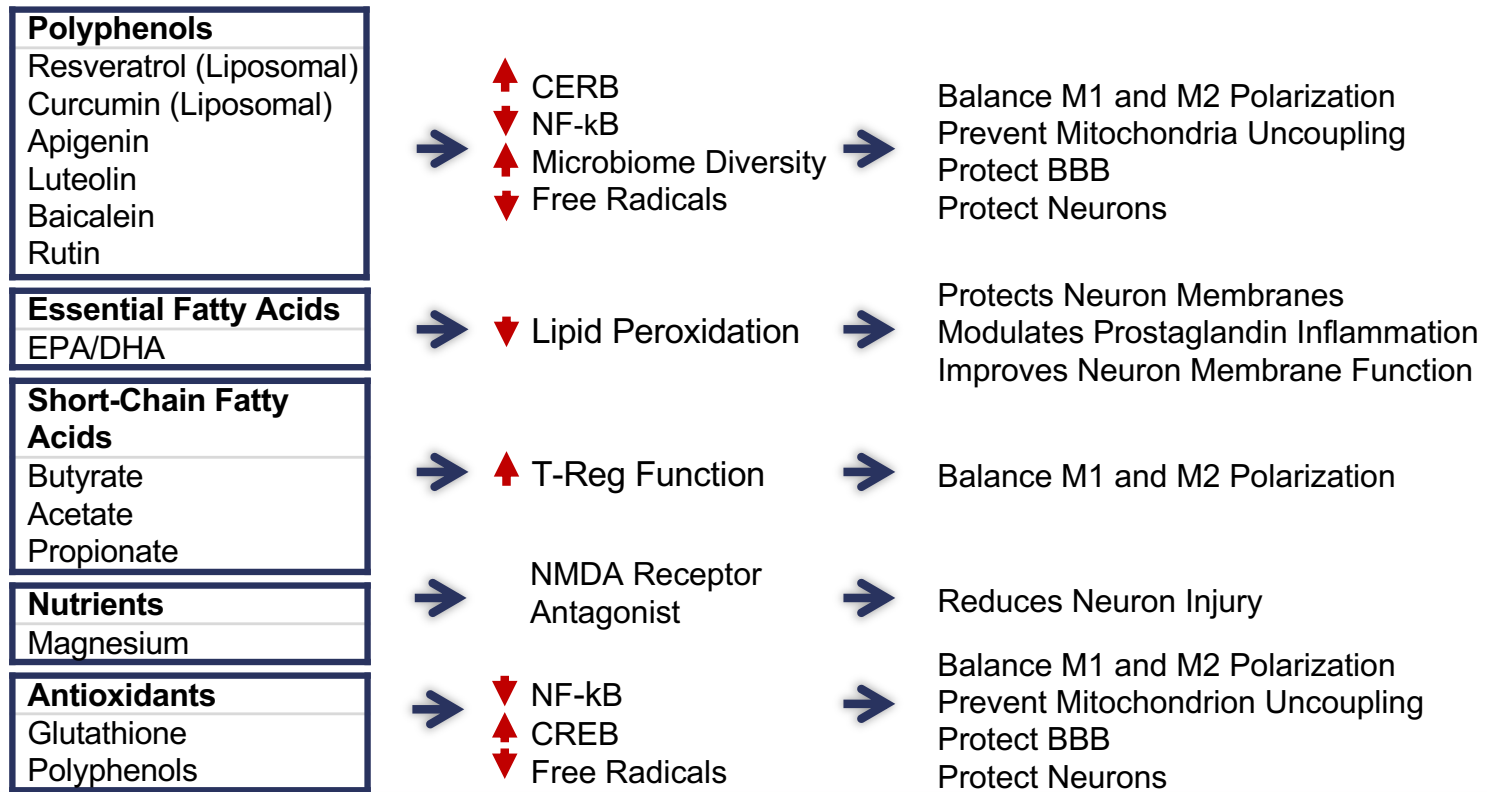 Polyphenols
Resveratrol (Liposomal)
Curcumin (Liposomal)
Apigenin
Luteolin
Baicalein
Rutin
CERB
NF-kB
Microbiome Diversity
Free Radicals
Balance M1 and M2 Polarization
Prevent Mitochondria Uncoupling
Protect BBB
Protect Neurons
Essential Fatty Acids
EPA/DHA
Lipid Peroxidation
Protects Neuron Membranes
Modulates Prostaglandin Inflammation
Improves Neuron Membrane Function
Short-Chain Fatty
Acids
Butyrate
Acetate
Propionate
T-Reg Function
Balance M1 and M2 Polarization
Nutrients
Magnesium
NMDA Receptor
Antagonist
Reduces Neuron Injury
Antioxidants
Glutathione
Polyphenols
NF-kB
CREB
Free Radicals
Balance M1 and M2 Polarization
Prevent Mitochondrion Uncoupling
Protect BBB
Protect Neurons